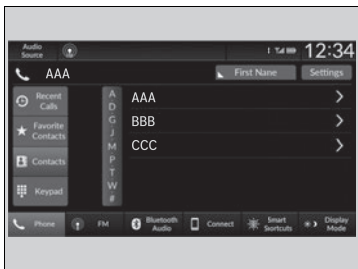 Audio
Source
12:34
AAA
First Nane
Settings
Recent
Calls
Favorite
Contacts
Contacts
Keypad
A
D
G
J
M
P
T
W
#
AAA
BBB
CCC
Phone
FM
Bluetooth
Audio
Connect
Smart
Sortcuts
Display
Mode